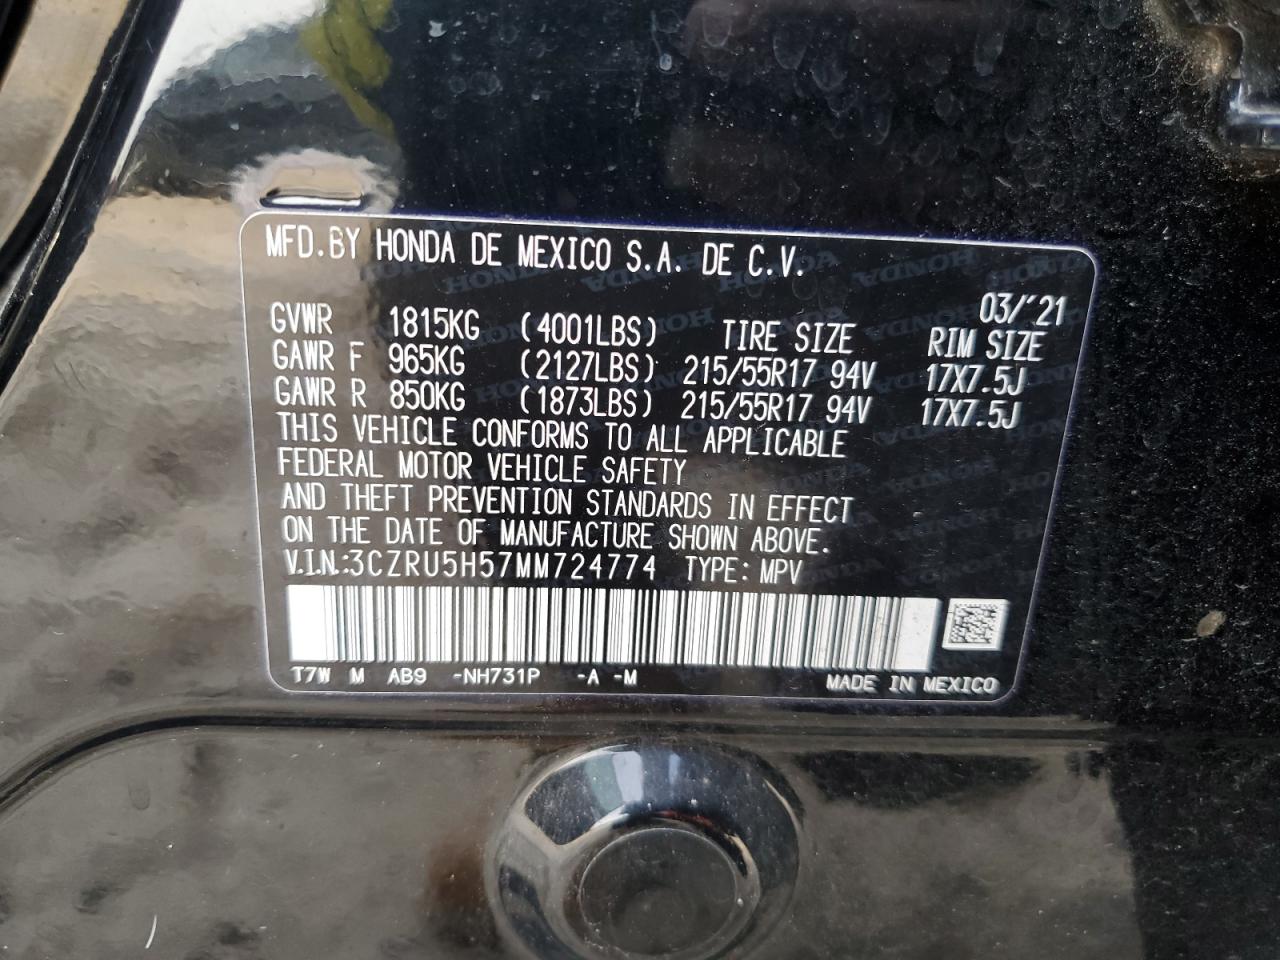 MFD.BY HONDA DE MEXICO S.A. DE C.V.
03/'21
GVWR 1815KG (4001LBS) TIRE SIZE RIM SIZE
GAWR F 965KG (2127LBS) 215/55R17 94V 17X7.5J
GAWR R 850KG (1873LBS) 215/55R17 94V 17X7.5J
THIS VEHICLE CONFORMS TO ALL APPLICABLE
FEDERAL MOTOR VEHICLE SAFETY
AND THEFT PREVENTION STANDARDS IN EFFECT
ON THE DATE OF MANUFACTURE SHOWN ABOVE.
V.I.N.:3CZRU5H57MM724774 TYPE: MPV
T7W M AB9 -NH731P -A -M MADE IN MEXICO